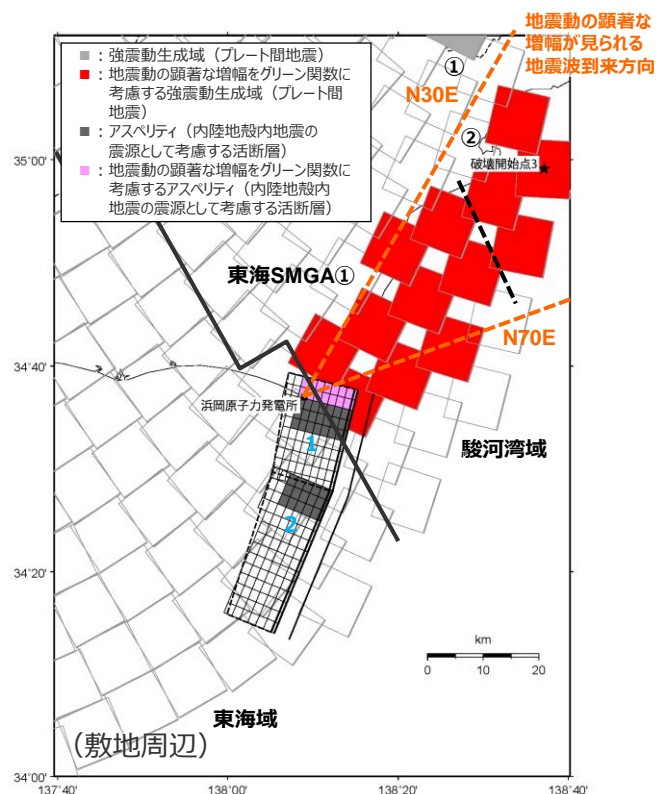 地震動の顕著な
増幅が見られる
地震波到来方向
：強震動生成域（プレート間地震）
：地震動の顕著な増幅をグリーン関数に
考慮する強震動生成域（プレート間
地震）
：アスペリティ（内陸地殻内地震の
震源として考慮する活断層）
：地震動の顕著な増幅をグリーン関数に
考慮するアスペリティ（内陸地殻内
地震の震源として考慮する活断層）
①
N30E
②
破壊開始点3
35°00'
東海SMGA①
N70E
34°40'
浜岡原子力発電所
1
駿河湾域
2
34°20'
km
0 10 20
東海域
（敷地周辺）
34°00'
137°40' 138°00' 138°20' 138°40'